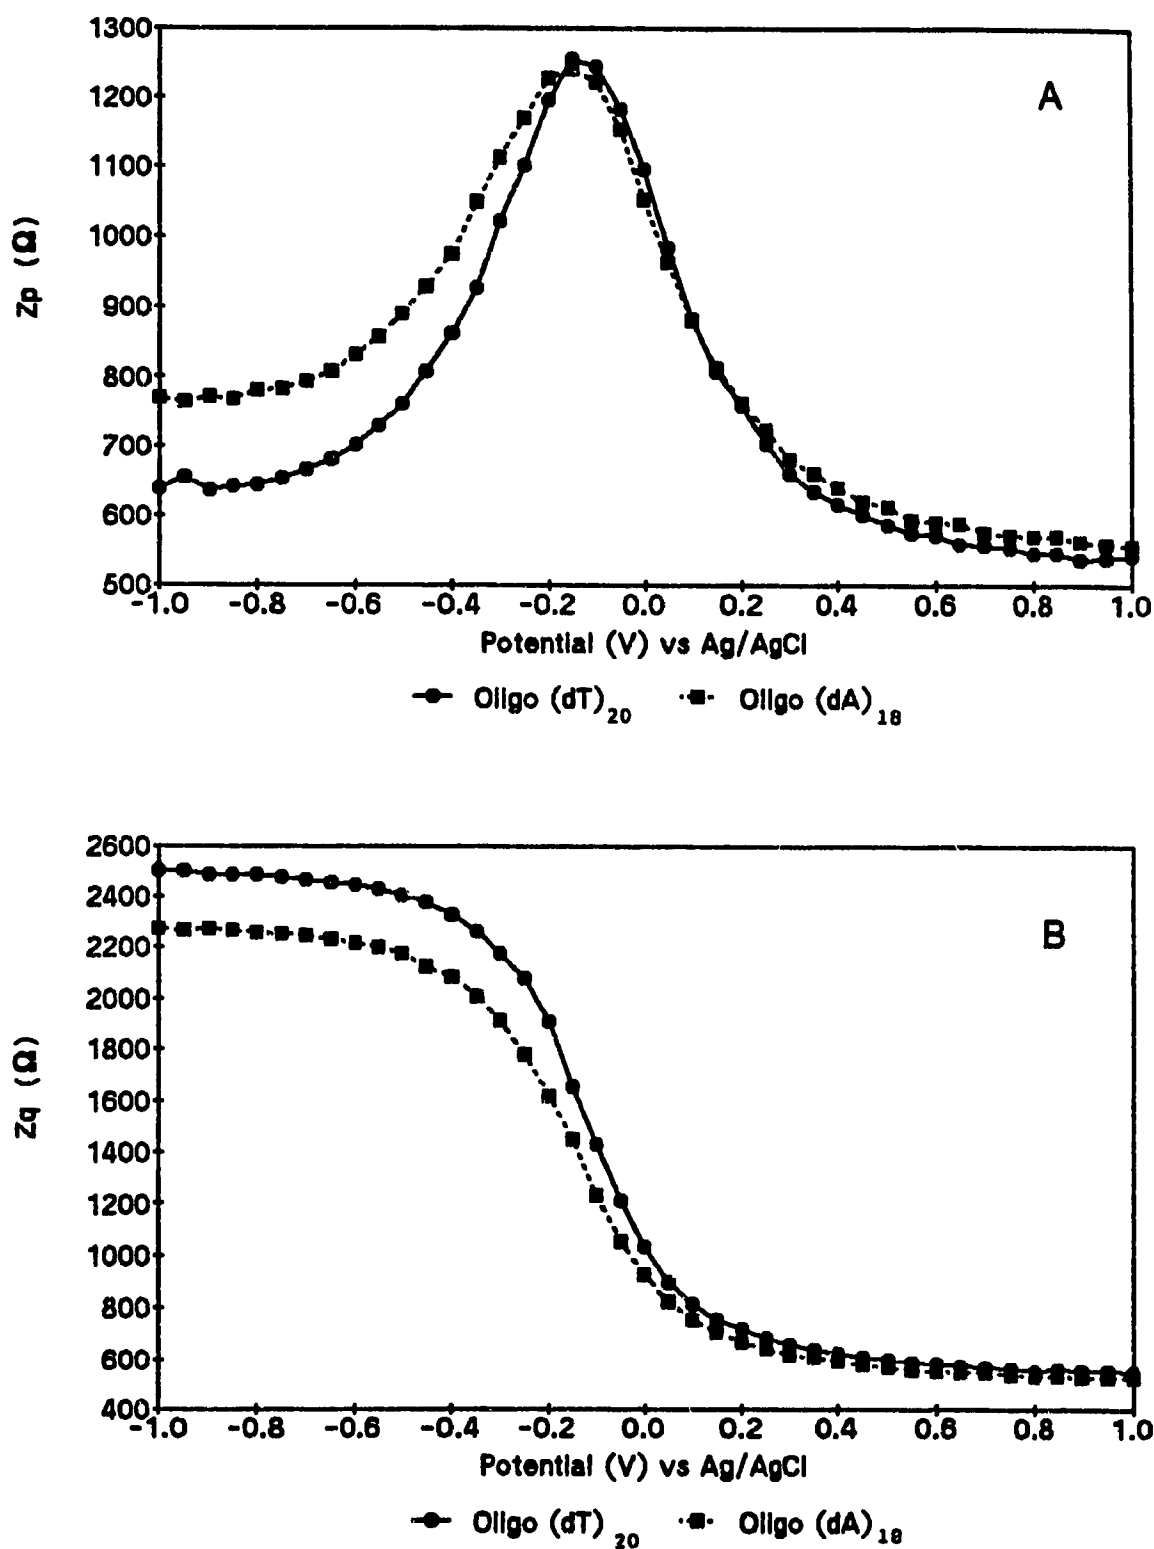 1300
1200
1100
1000
900
800
700
600
500
Zp (Ω)
A
-1.0 -0.8 -0.6 -0.4 -0.2 0.0 0.2 0.4 0.6 0.8 1.0
Potential (V) vs Ag/AgCl
Oligo (dT)20 Oligo (dA)18
2600
2400
2200
2000
1800
1600
1400
1200
1000
800
600
400
Zq (Ω)
B
-1.0 -0.8 -0.6 -0.4 -0.2 0.0 0.2 0.4 0.6 0.8 1.0
Potential (V) vs Ag/AgCl
Oligo (dT)20 Oligo (dA)18